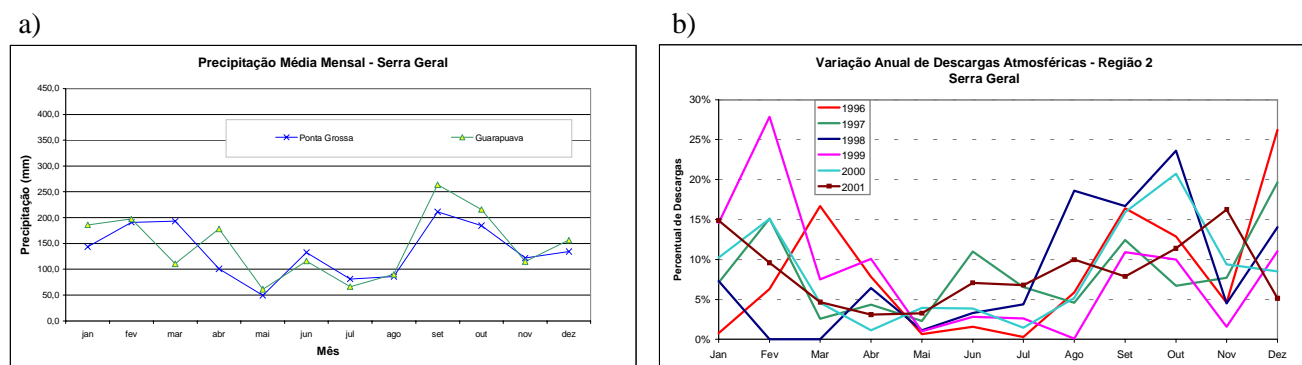 a)
Precipitação Média Mensal - Serra Geral
450,0
400,0
350,0
300,0
250,0
200,0
150,0
100,0
50,0
0,0
Precipitação (mm)
Ponta Grossa
Guarapuava
jan fev mar abr mai jun jul ago set out nov dez
Mês
b)
Variação Anual de Descargas Atmosféricas - Região 2
Serra Geral
30%
25%
20%
15%
10%
5%
0%
Percentual de Descargas
1996
1997
1998
1999
2000
2001
Jan Fev Mar Abr Mai Jun Jul Ago Set Out Nov Dez